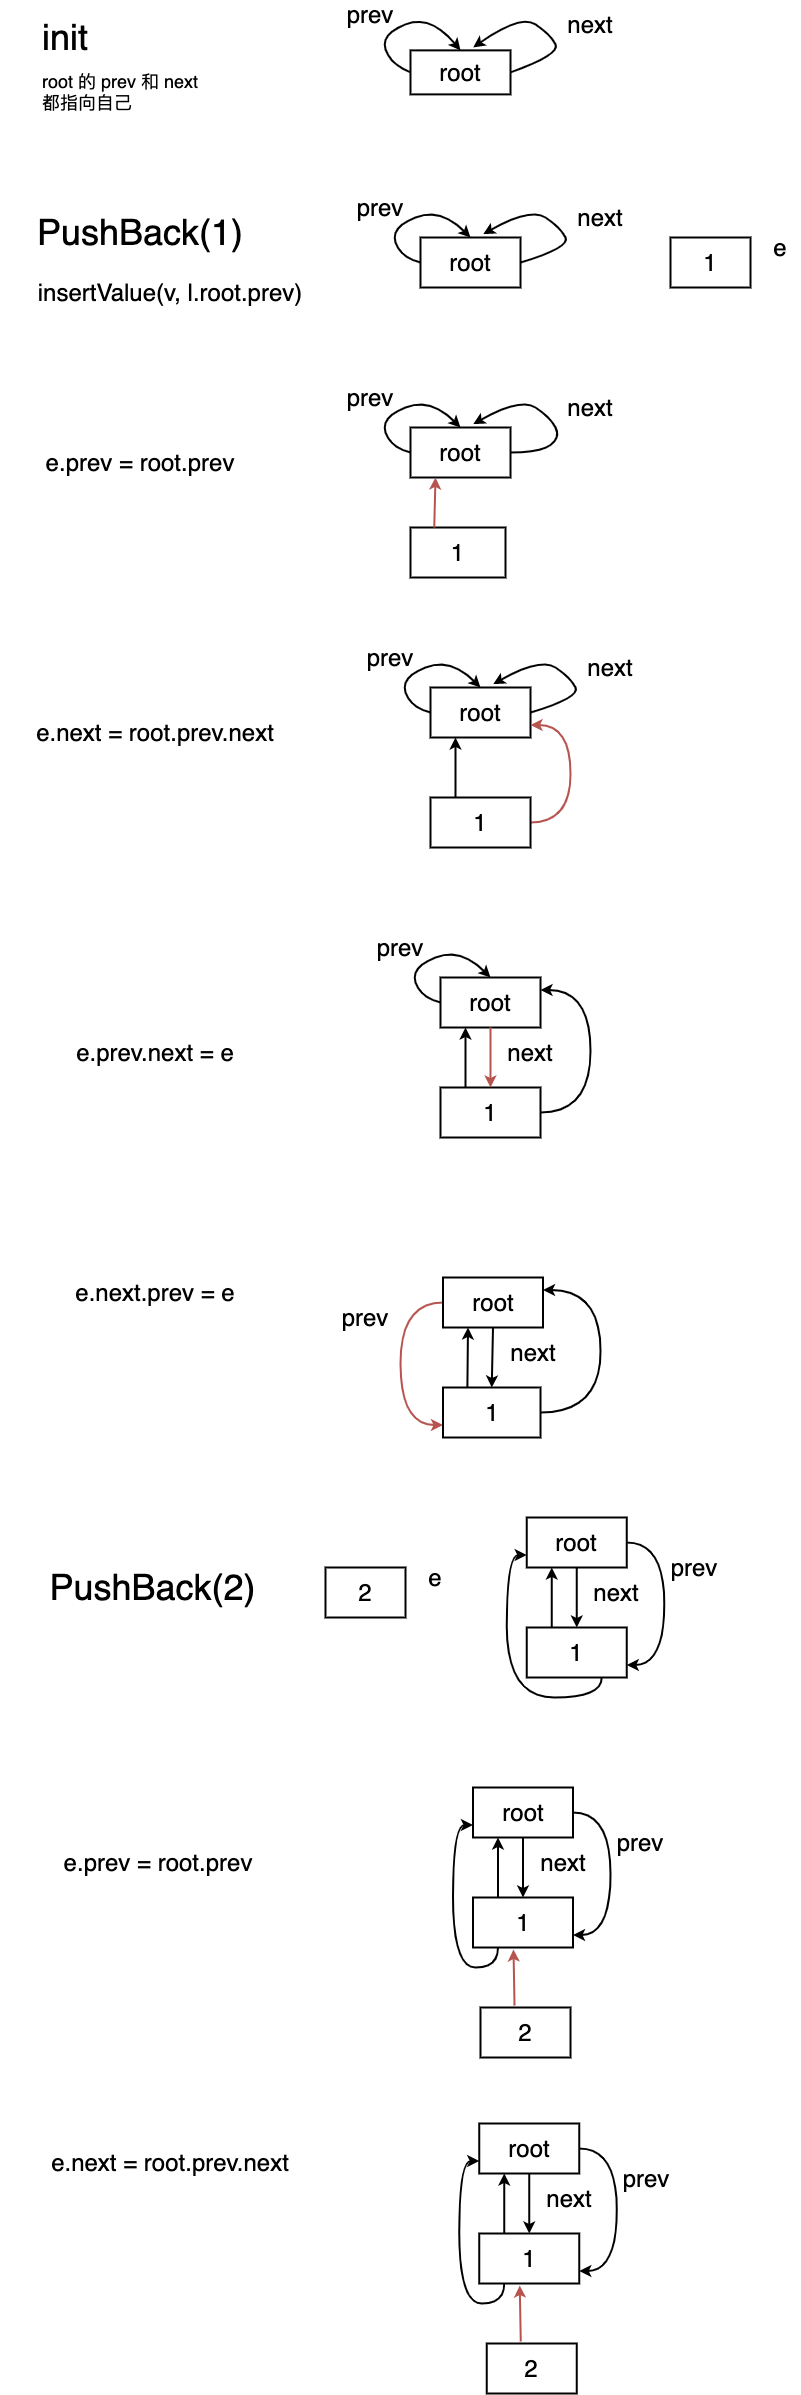 init
root 的 prev 和 next
都指向自己
prev
next
root
PushBack(1)
insertValue(v, l.root.prev)
prev
next
root
1
e
e.prev = root.prev
prev
next
root
1
e.next = root.prev.next
prev
next
root
1
e.prev.next = e
prev
root
next
1
e.next.prev = e
prev
root
next
1
PushBack(2)
2
e
root
prev
next
1
e.prev = root.prev
root
prev
next
1
2
e.next = root.prev.next
root
prev
next
1
2